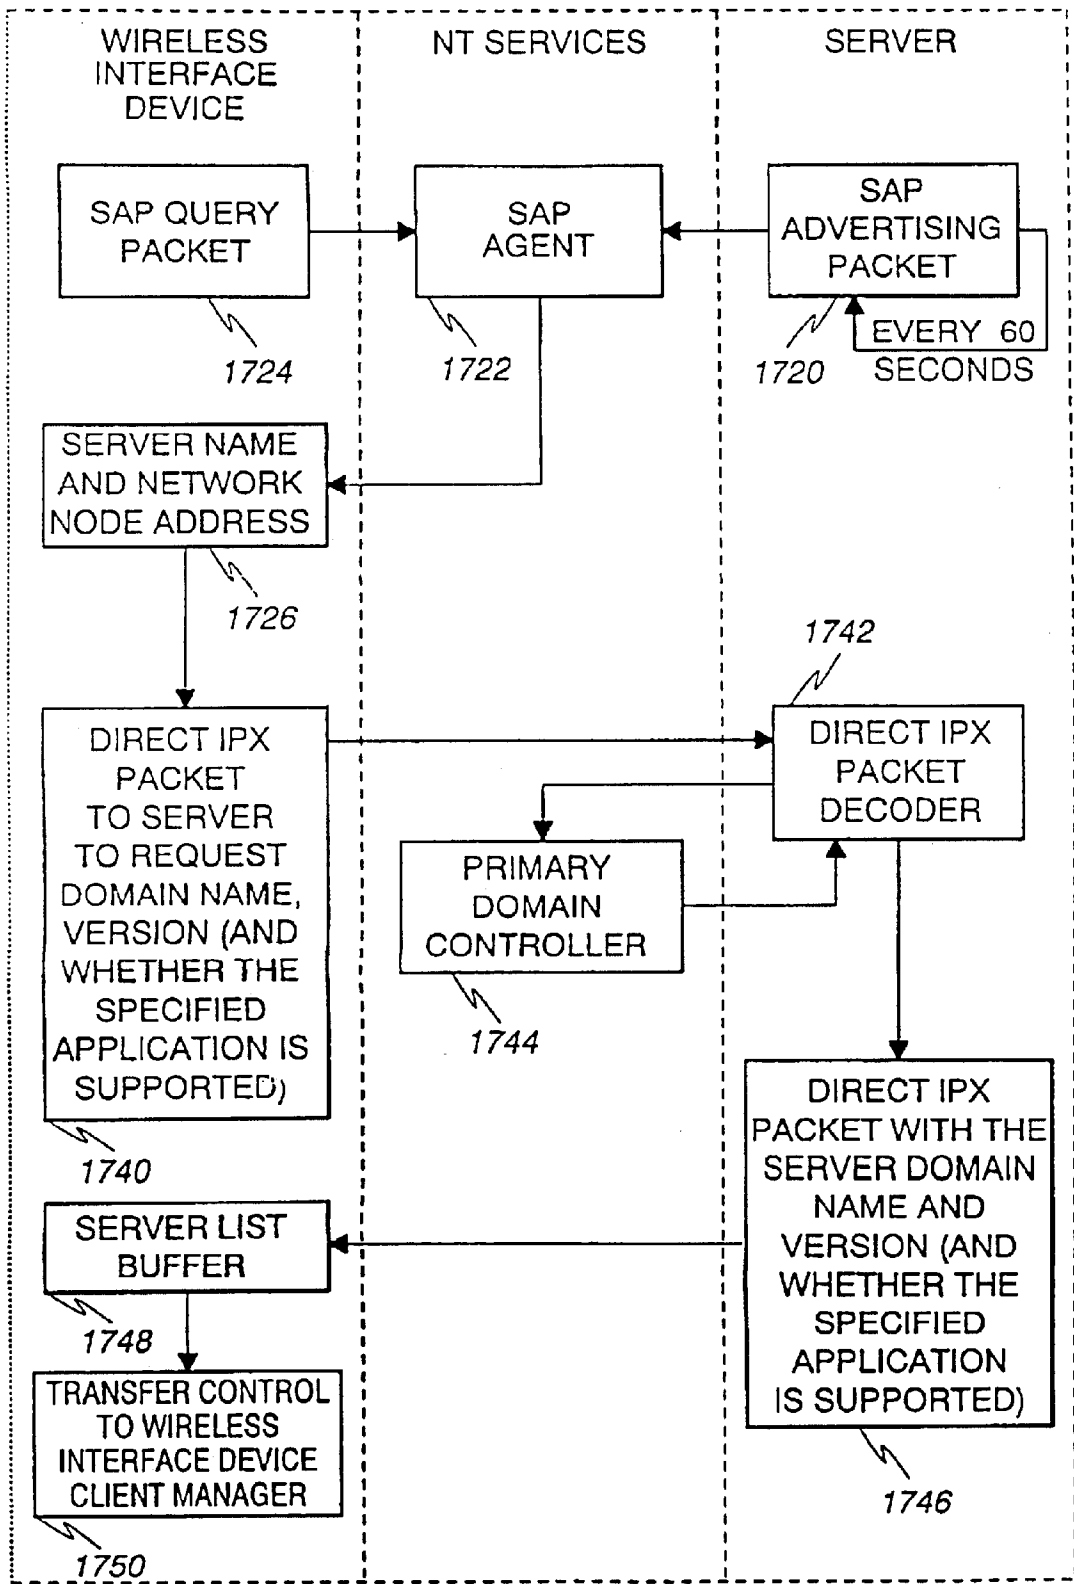 WIRELESS
INTERFACE
DEVICE
NT SERVICES
SERVER
SAP QUERY
PACKET
1724
SAP
AGENT
1722
SAP
ADVERTISING
PACKET
1720
EVERY 60
SECONDS
SERVER NAME
AND NETWORK
NODE ADDRESS
1726
DIRECT IPX
PACKET
TO SERVER
TO REQUEST
DOMAIN NAME,
VERSION (AND
WHETHER THE
SPECIFIED
APPLICATION IS
SUPPORTED)
1740
1742
DIRECT IPX
PACKET
DECODER
PRIMARY
DOMAIN
CONTROLLER
1744
DIRECT IPX
PACKET WITH THE
SERVER DOMAIN
NAME AND
VERSION (AND
WHETHER THE
SPECIFIED
APPLICATION
IS SUPPORTED)
1746
SERVER LIST
BUFFER
1748
TRANSFER CONTROL
TO WIRELESS
INTERFACE DEVICE
CLIENT MANAGER
1750